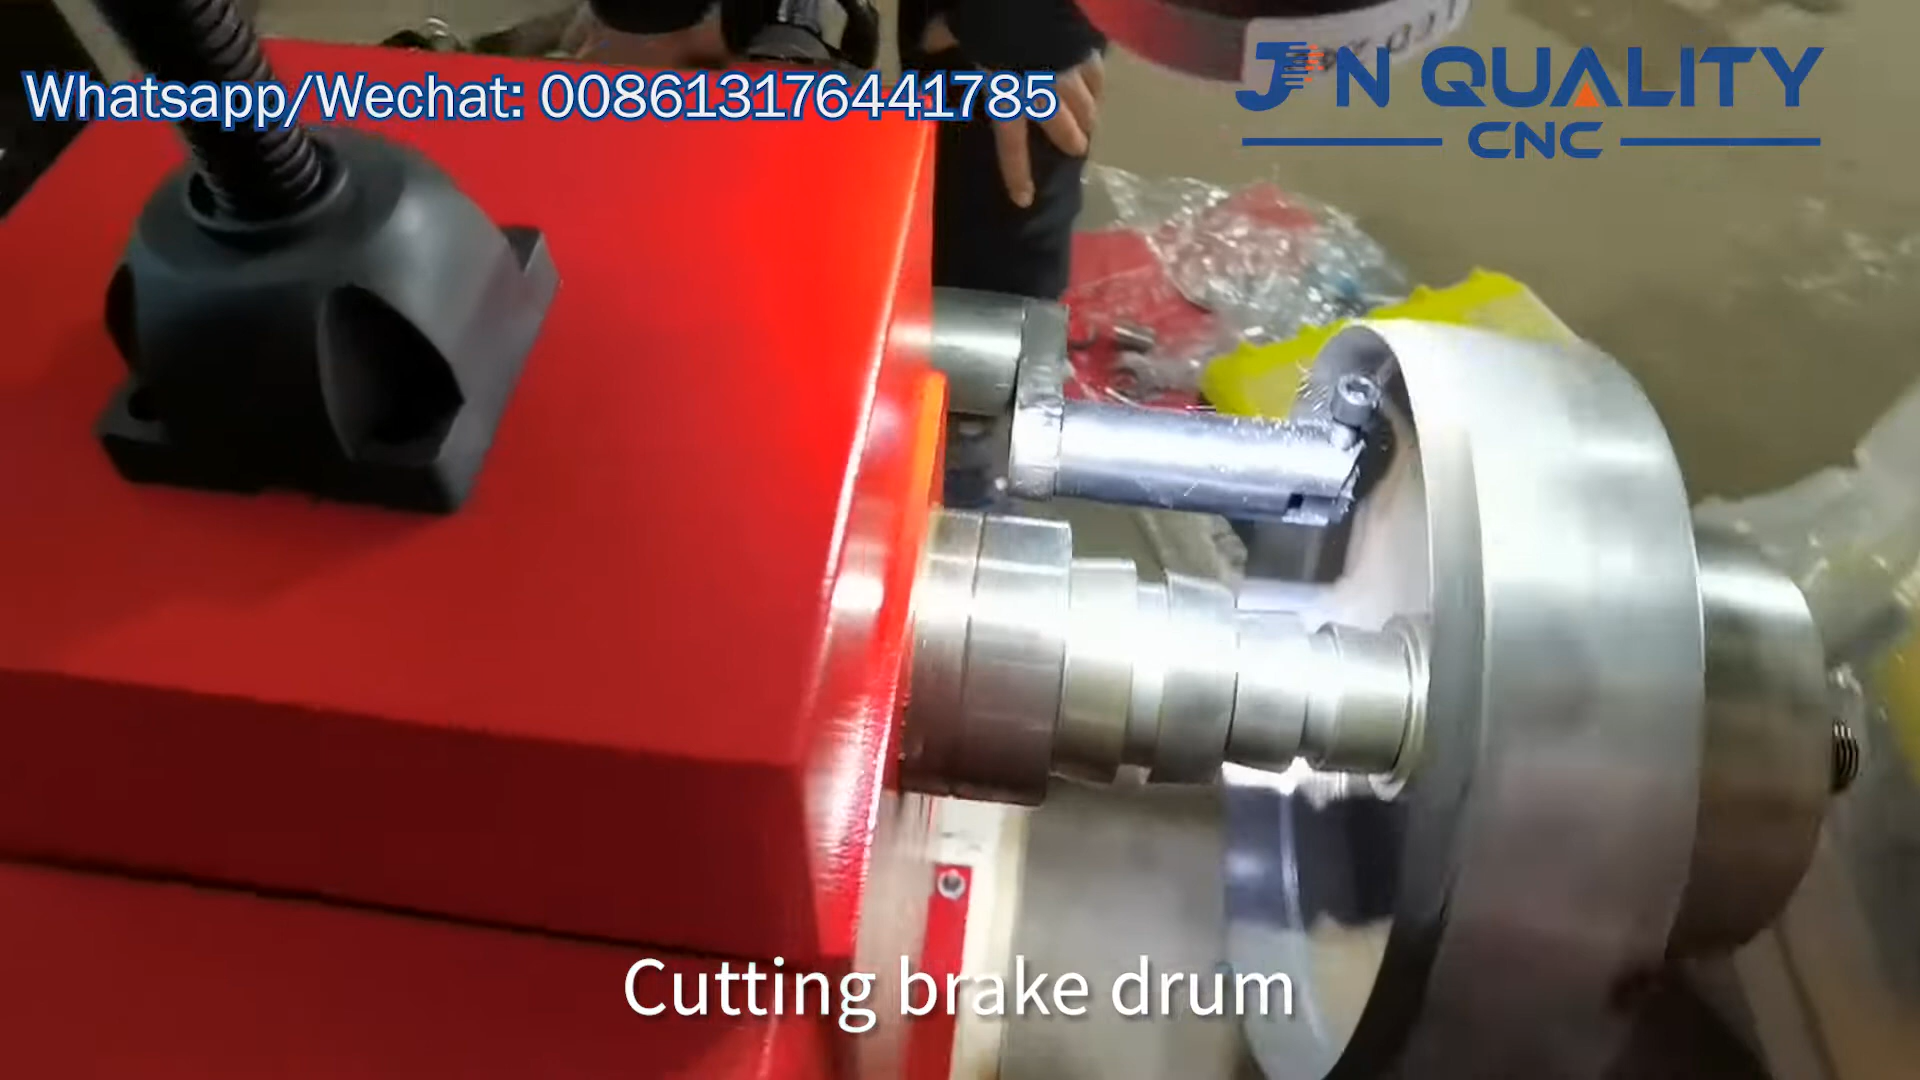 Whatsapp/Wechat: 008613176441785
JN QUALITY
CNC
Cutting brake drum